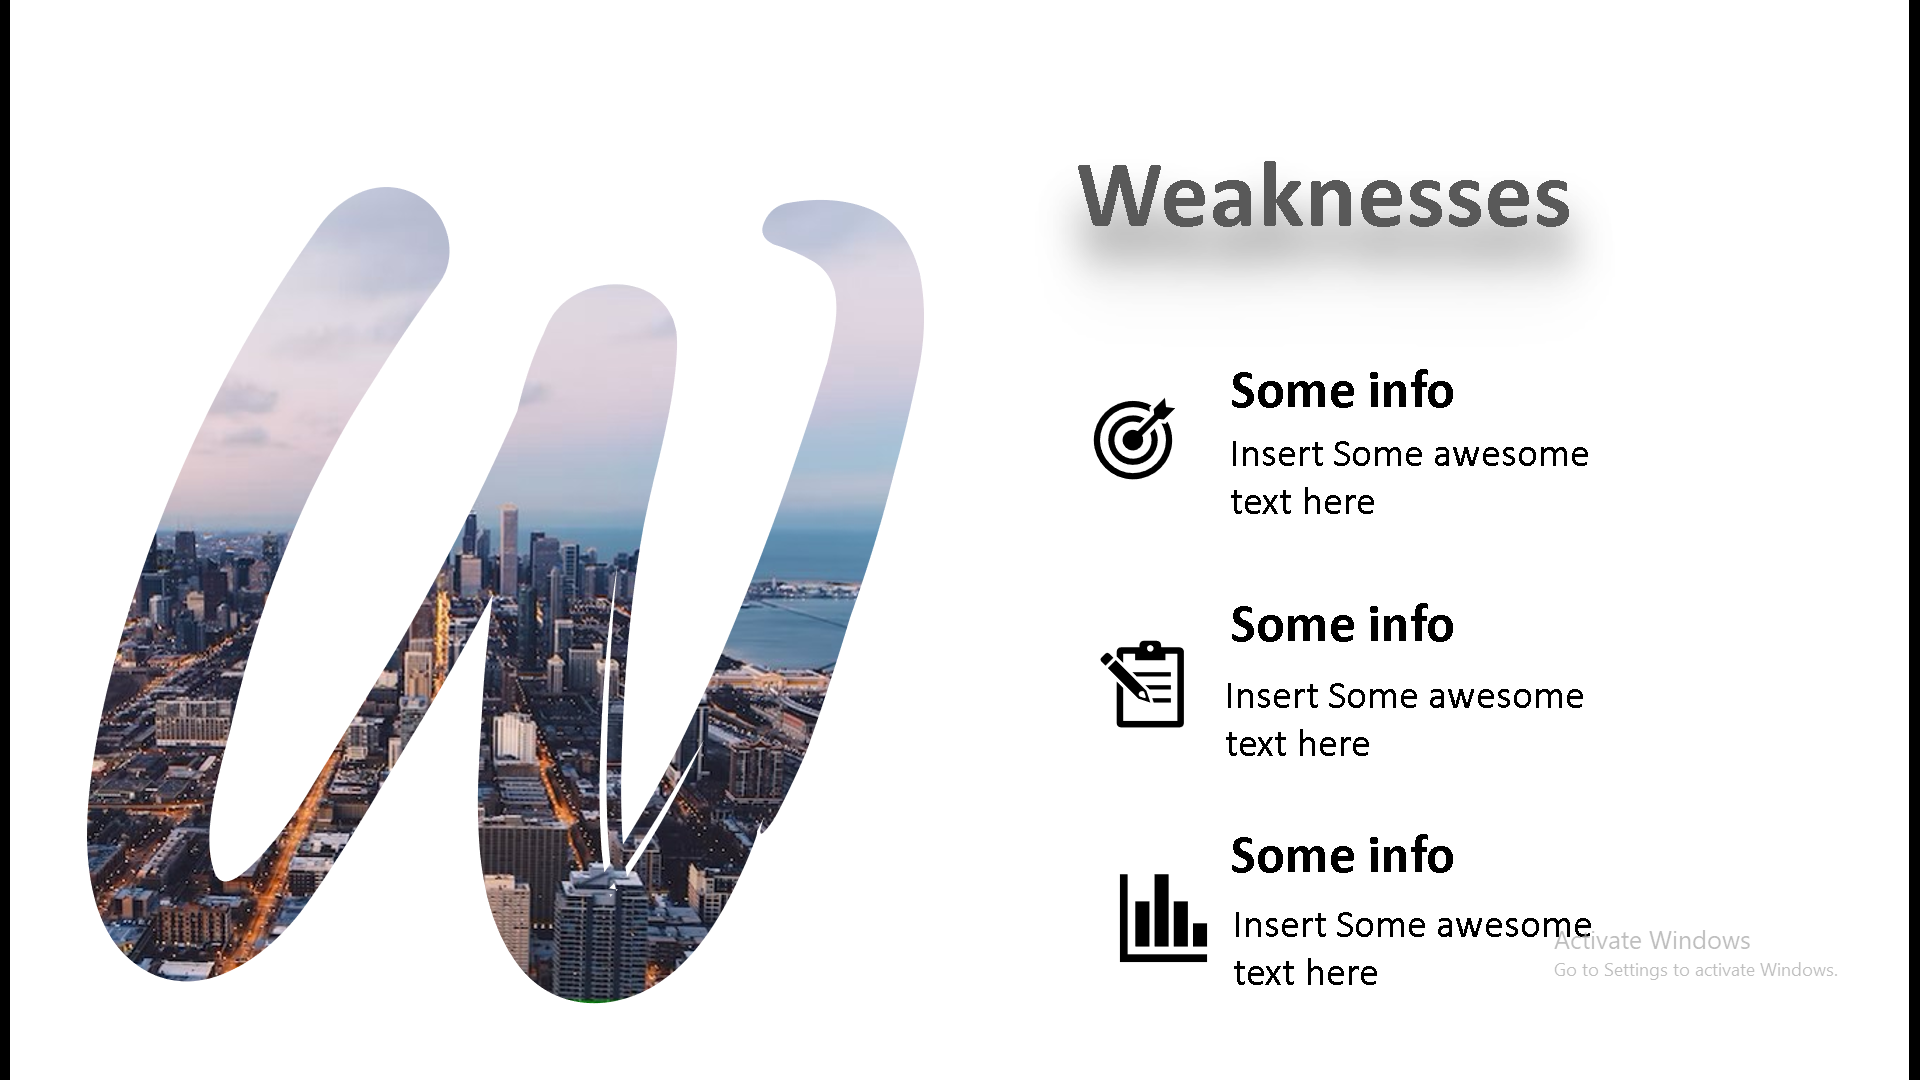 W
Weaknesses
Some info
Insert Some awesome
text here
Some info
Insert Some awesome
text here
Some info
Insert Some awesome
text here
Activate Windows
Go to Settings to activate Windows.